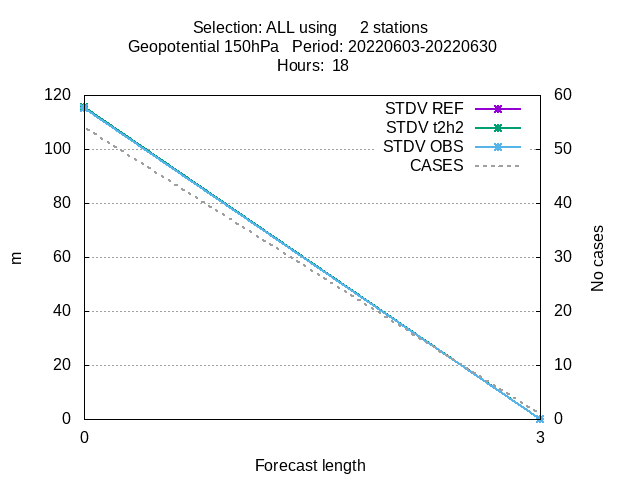 Selection: ALL using 2 stations
Geopotential 150hPa Period: 20220603-20220630
Hours: 18
120 60
STDV REF
STDV t2h2
100 STDV OBS 50
CASES
80 40
60 30
m No cases
40 20
20 10
0 0
0 3
Forecast length